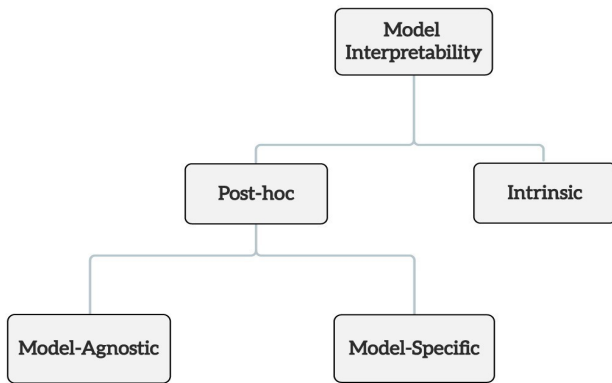 Model
Interpretability
Post-hoc
Intrinsic
Model-Agnostic
Model-Specific